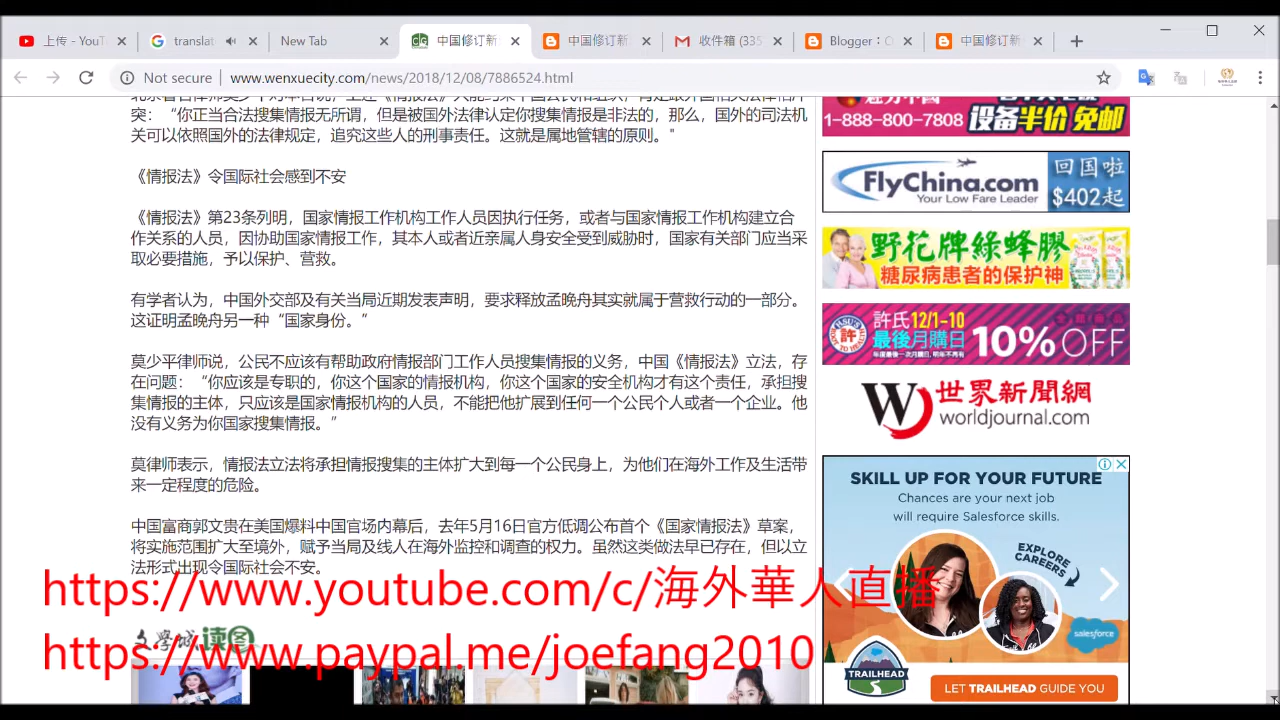 上传 - YouT
translat
New Tab
中国修订新
中国修订新
收件箱 (335
Blogger：
中国修订新
Not secure | www.wenxuecity.com/news/2018/12/08/7886524.html
突：“你正当合法搜集情报无所谓，但是被国外法律认定你搜集情报是非法的，那么，国外的司法机
关可以依照国外的法律规定，追究这些人的刑事责任。这就是属地管辖的原则。"
《情报法》令国际社会感到不安
《情报法》第23条列明，国家情报工作机构工作人员因执行任务，或者与国家情报工作机构建立合
作关系的人员，因协助国家情报工作，其本人或者近亲属人身安全受到威胁时，国家有关部门应当采
取必要措施，予以保护、营救。
有学者认为，中国外交部及有关当局近期发表声明，要求释放孟晚舟其实就属于营救行动的一部分。
这证明孟晚舟另一种“国家身份。”
莫少平律师说，公民不应该有帮助政府情报部门工作人员搜集情报的义务，中国《情报法》立法，存
在问题：“你应该是专职的，你这个国家的情报机构，你这个国家的安全机构才有这个责任，承担搜
集情报的主体，只应该是国家情报机构的人员，不能把他扩展到任何一个公民个人或者一个企业。他
没有义务为你国家搜集情报。”
莫律师表示，情报法立法将承担情报搜集的主体扩大到每一个公民身上，为他们在海外工作及生活带
来一定程度的危险。
中国富商郭文贵在美国爆料中国官场内幕后，去年5月16日官方低调公布首个《国家情报法》草案，
将实施范围扩大至境外，赋予当局及线人在海外监控和调查的权力。虽然这类做法早已存在，但以立
法形式出现令国际社会不安。
https://www.youtube.com/c/海外華人直播
文學城读图
https://www.paypal.me/joefang2010
1-888-800-7808 设备半价 免邮
FlyChina.com
Your Low Fare Leader
回国啦
$402起
野花牌綠蜂膠
糖尿病患者的保护神
許氏12/1-10
最後月購日
10%OFF
世界新聞網
worldjournal.com
SKILL UP FOR YOUR FUTURE
Chances are your next job
will require Salesforce skills.
EXPLORE
CAREERS
salesforce
TRAILHEAD
LET TRAILHEAD GUIDE YOU